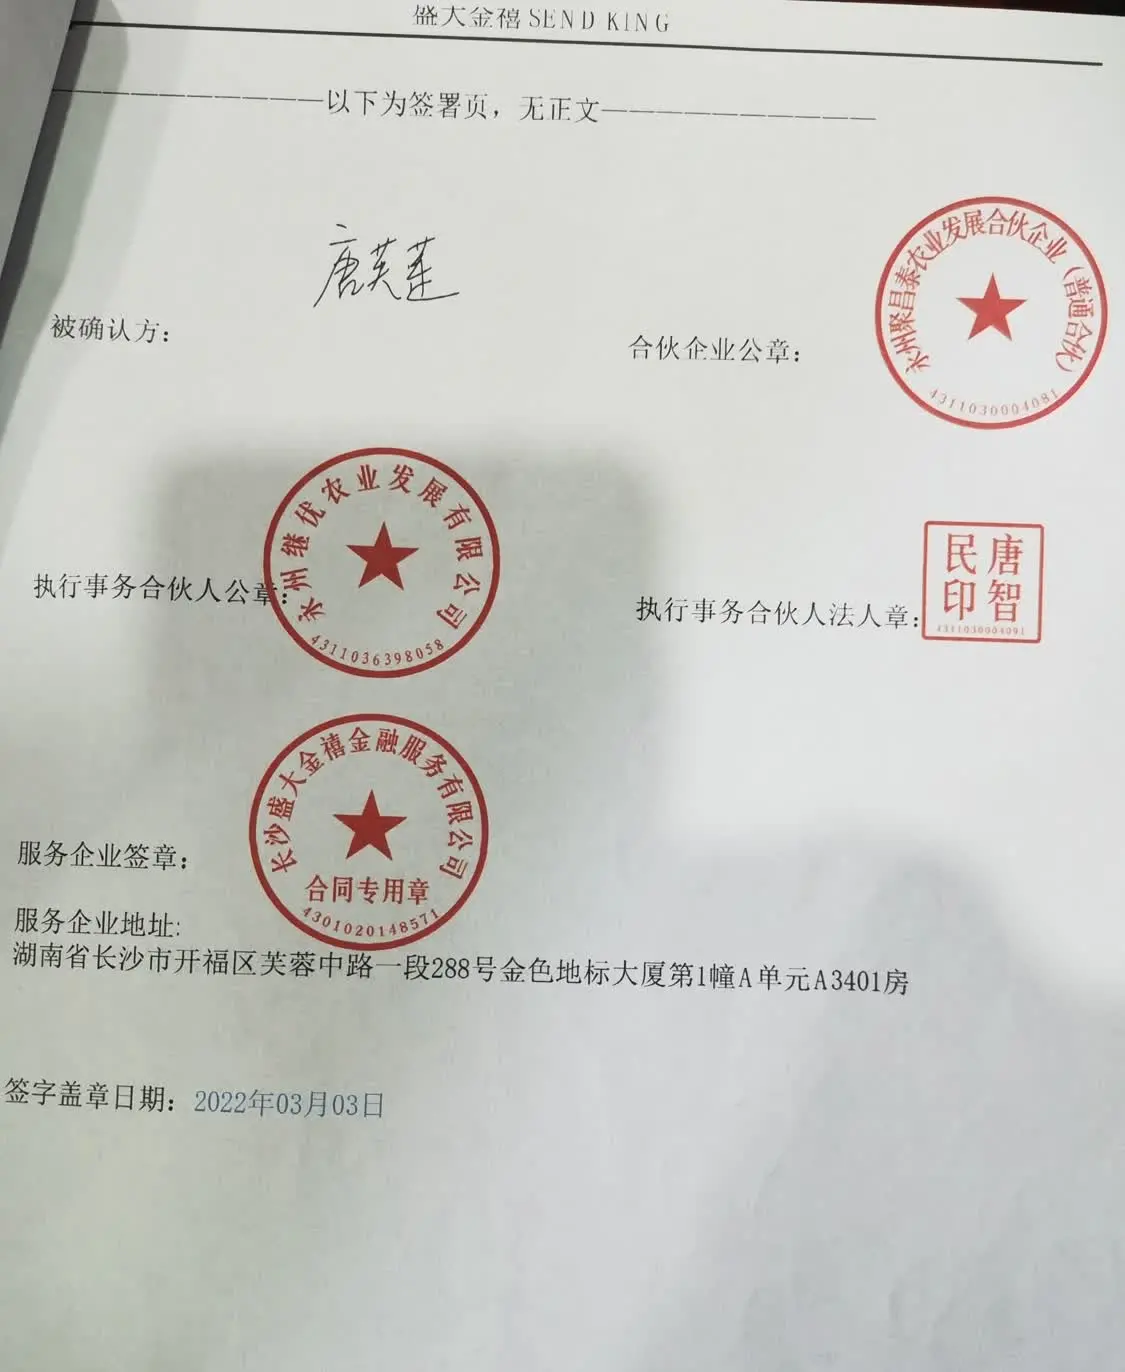 盛大金禧 SEND KING
——————————以下为签署页，无正文——————————
唐芙莲
被确认方：
合伙企业公章：
永州聚昌泰农业发展合伙企业（普通合伙）
4311030004081
执行事务合伙人公章：
永州继优农业发展有限公司
4311036398058
执行事务合伙人法人章：
唐智民印
4311030004091
服务企业签章：
长沙盛大金禧金融服务有限公司
合同专用章
4301020148571
服务企业地址:
湖南省长沙市开福区芙蓉中路一段288号金色地标大厦第1幢A单元A3401房
签字盖章日期：2022年03月03日